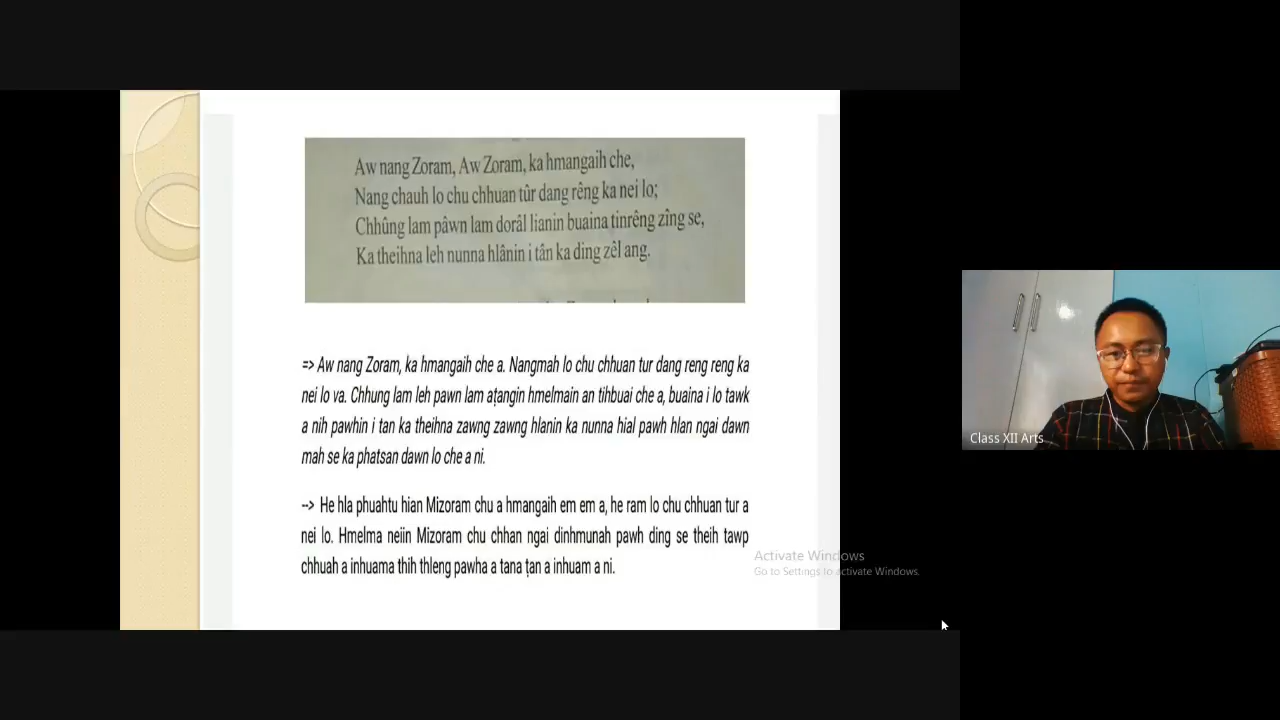 Aw nang Zoram, Aw Zoram, ka hmangaih che,
Nang chauh lo chu chhuan tûr dang rêng ka nei lo;
Chhûng lam pâwn lam dorâl lianin buaina tinrêng zîng se,
Ka theihna leh nunna hlânin i tân ka ding zêl ang.
=> Aw nang Zoram, ka hmangaih che a. Nangmah lo chu chhuan tur dang reng reng ka
nei lo va. Chhung lam leh pawn lam aṭangin hmelmain an tihbuai che a, buaina i lo tawk
a nih pawhin i tan ka theihna zawng zawng hlanin ka nunna hial pawh hlan ngai dawn
mah se ka phatsan dawn lo che a ni.
--> He hla phuahtu hian Mizoram chu a hmangaih em em a, he ram lo chu chhuan tur a
nei lo. Hmelma neiin Mizoram chu chhan ngai dinhmunah pawh ding se theih tawp
chhuah a inhuama thih thleng pawha a tana ṭan a inhuam a ni.
Activate Windows
Go to Settings to activate Windows.
Class XII Arts